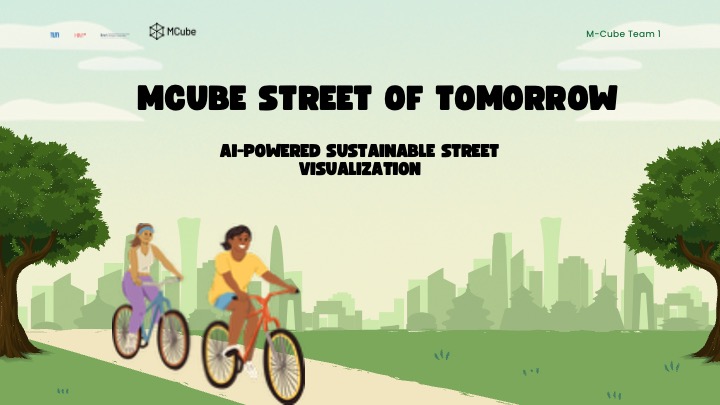 MCube
M-Cube Team 1
MCUBE STREET OF TOMORROW
AI-POWERED SUSTAINABLE STREET
VISUALIZATION